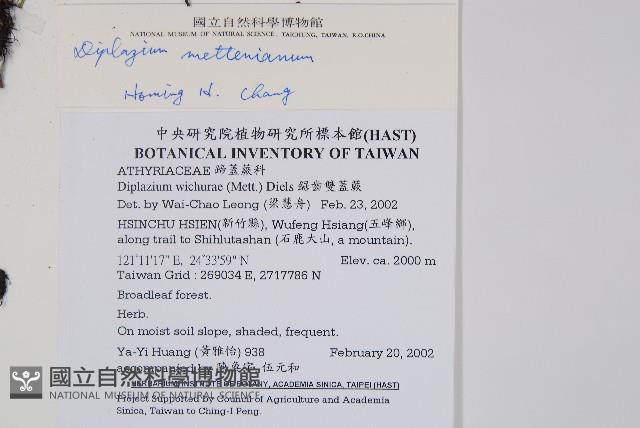 國立自然科學博物館
NATIONAL MUSEUM OF NATURAL SCIENCE, TAICHUNG, TAIWAN, R.O.CHINA
Diplazium mettenianum
Homing H. Chang
中央研究院植物研究所標本館(HAST)
BOTANICAL INVENTORY OF TAIWAN
ATHYRIACEAE 蹄蓋蕨科
Diplazium wichurae (Mett.) Diels 鋸齒雙蓋蕨
Det. by Wai-Chao Leong (梁慧舟) Feb. 23, 2002
HSINCHU HSIEN(新竹縣), Wufeng Hsiang(五峰鄉),
along trail to Shihlutashan (石鹿大山, a mountain).
121°11'17" E, 24°33'59" N Elev. ca. 2000 m
Taiwan Grid : 269034 E, 2717786 N
Broadleaf forest.
Herb.
On moist soil slope, shaded, frequent.
Ya-Yi Huang (黃雅怡) 938 February 20, 2002
accompanied by 伍元和
HERBARIUM, INSTITUTE OF BOTANY, ACADEMIA SINICA, TAIPEI (HAST)
Project Supported by Council of Agriculture and Academia
Sinica, Taiwan to Ching-I Peng.
國立自然科學博物館
NATIONAL MUSEUM OF NATURAL SCIENCE